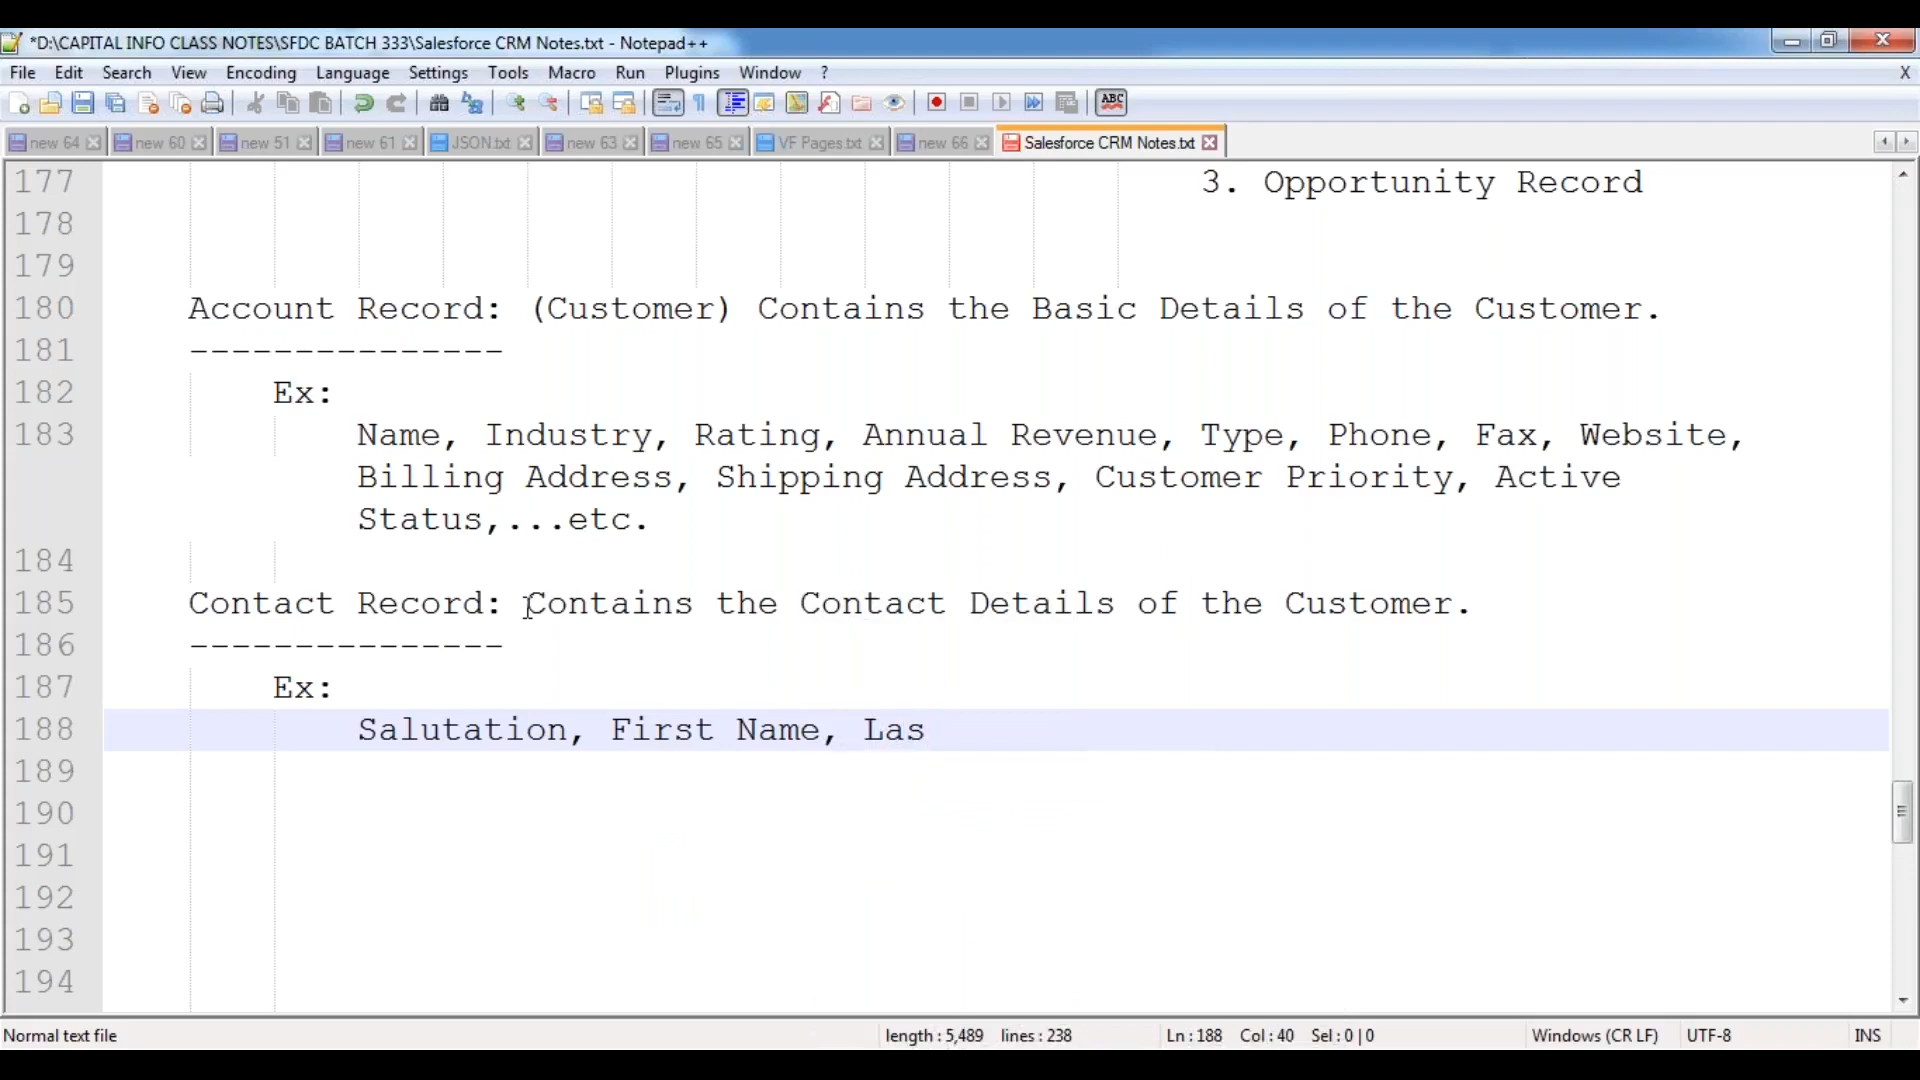 *D:\CAPITAL INFO CLASS NOTES\SFDC BATCH 333\Salesforce CRM Notes.txt - Notepad++
File Edit Search View Encoding Language Settings Tools Macro Run Plugins Window ? X
ABC
new 64 new 60 new 51 new 61 JSON.txt new 63 new 65 VF Pages.txt new 66 Salesforce CRM Notes.txt
177 3. Opportunity Record
178
179
180 Account Record: (Customer) Contains the Basic Details of the Customer.
181 ---------------
182 Ex:
183 Name, Industry, Rating, Annual Revenue, Type, Phone, Fax, Website,
Billing Address, Shipping Address, Customer Priority, Active
Status,...etc.
184
185 Contact Record: Contains the Contact Details of the Customer.
186 ---------------
187 Ex:
188 Salutation, First Name, Las
189
190
191
192
193
194
Normal text file length : 5,489 lines : 238 Ln : 188 Col : 40 Sel : 0 | 0 Windows (CR LF) UTF-8 INS